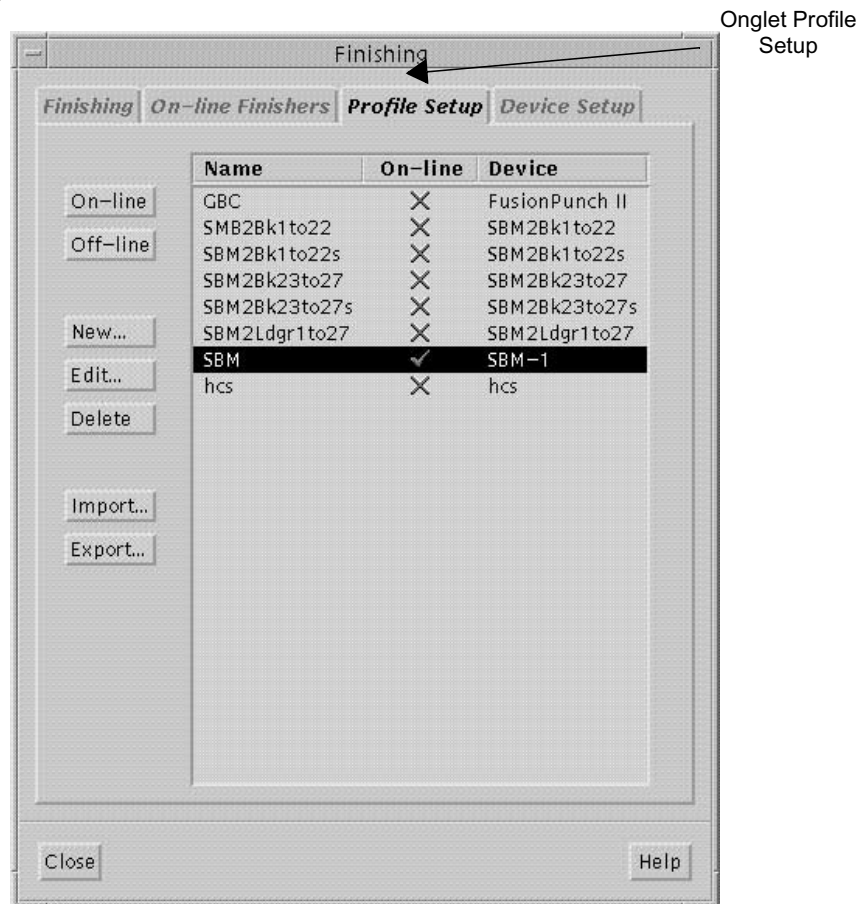 Onglet Profile
Setup
Finishing
Finishing On-line Finishers Profile Setup Device Setup
Name On-line Device
On-line
Off-line
New...
Edit...
Delete
Import...
Export...
GBC FusionPunch II
SMB2Bk1to22 SBM2Bk1to22
SBM2Bk1to22s SBM2Bk1to22s
SBM2Bk23to27 SBM2Bk23to27
SBM2Bk23to27s SBM2Bk23to27s
SBM2Ldgr1to27 SBM2Ldgr1to27
SBM SBM-1
hcs hcs
Close Help